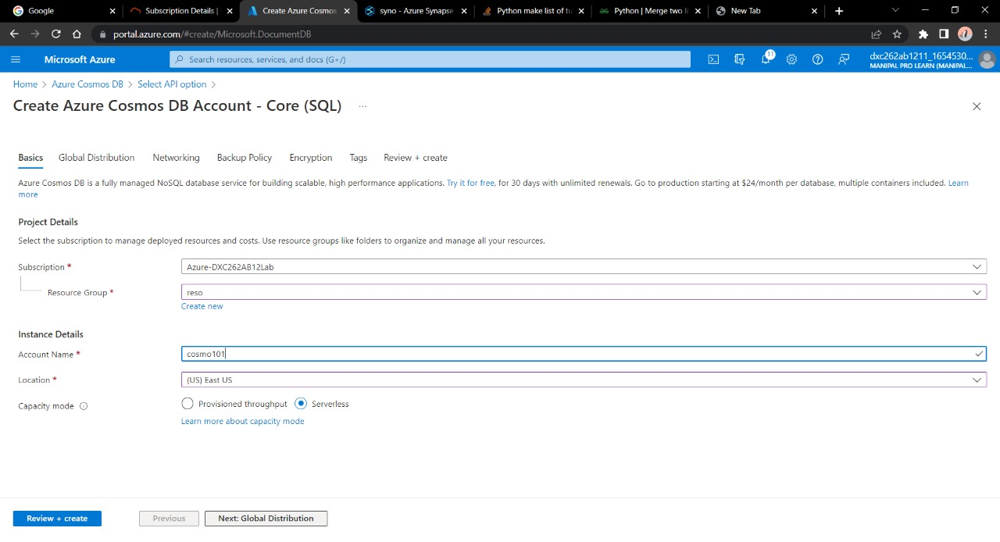 Google
Subscription Details |
Create Azure Cosmos
syno - Azure Synapse
Python make list of tu
Python | Merge two li
New Tab
portal.azure.com/#create/Microsoft.DocumentDB
Microsoft Azure
Search resources, services, and docs (G+/)
11
dxc262ab1211_1654530...
MANIPAL PRO LEARN (MANIPAL...
Home > Azure Cosmos DB > Select API option >
Create Azure Cosmos DB Account - Core (SQL) ...
Basics Global Distribution Networking Backup Policy Encryption Tags Review + create
Azure Cosmos DB is a fully managed NoSQL database service for building scalable, high performance applications. Try it for free, for 30 days with unlimited renewals. Go to production starting at $24/month per database, multiple containers included. Learn
more
Project Details
Select the subscription to manage deployed resources and costs. Use resource groups like folders to organize and manage all your resources.
Subscription * Azure-DXC262AB12Lab
Resource Group * reso
Create new
Instance Details
Account Name * cosmo101
Location * (US) East US
Capacity mode Provisioned throughput Serverless
Learn more about capacity mode
Review + create Previous Next: Global Distribution